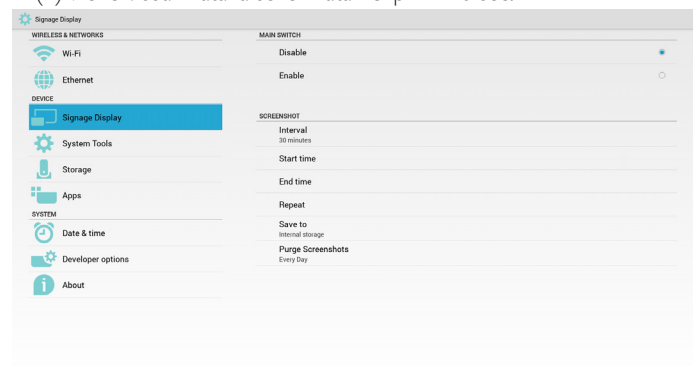 Signage Display
WIRELESS & NETWORKS
Wi-Fi
Ethernet
DEVICE
Signage Display
System Tools
Storage
Apps
SYSTEM
Date & time
Developer options
About
MAIN SWITCH
Disable
Enable
SCREENSHOT
Interval
30 minutes
Start time
End time
Repeat
Save to
Internal storage
Purge Screenshots
Every Day